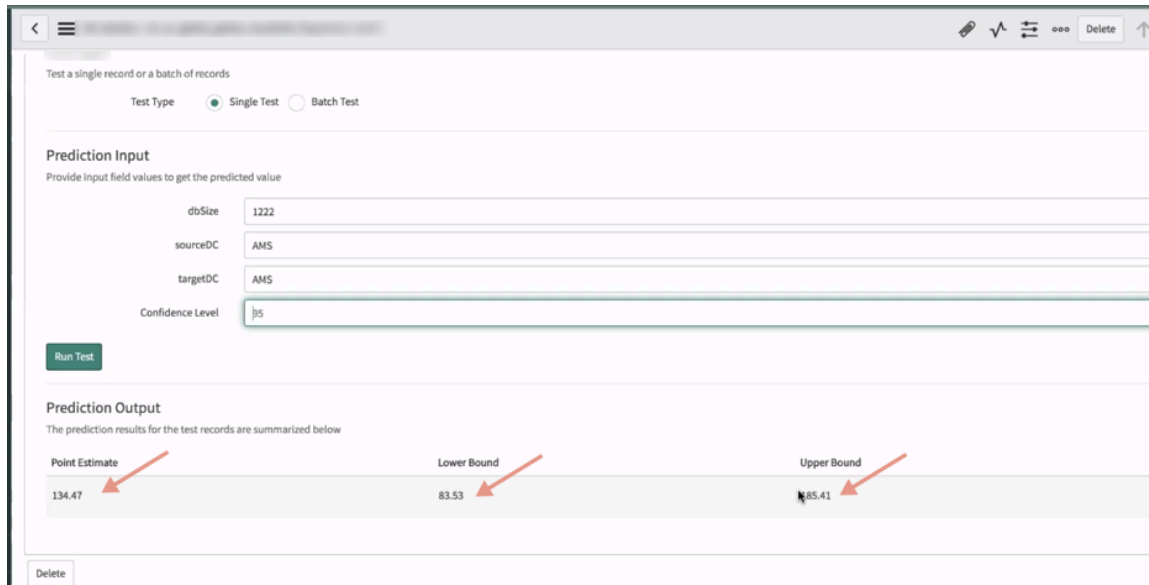 Delete
Test a single record or a batch of records
Test Type Single Test Batch Test
Prediction Input
Provide input field values to get the predicted value
dbSize 1222
sourceDC AMS
targetDC AMS
Confidence Level 95
Run Test
Prediction Output
The prediction results for the test records are summarized below
Point Estimate Lower Bound Upper Bound
134.47 83.53 185.41
Delete